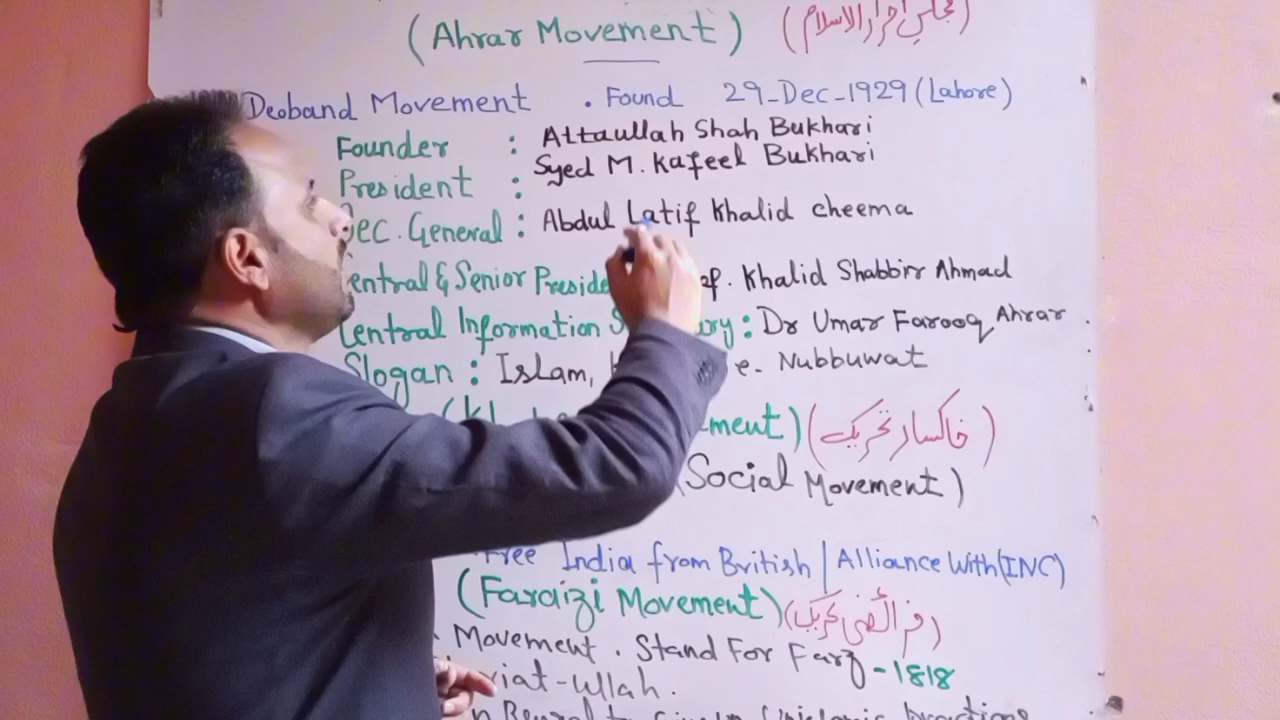 (Ahrar Movement) (مجلس احرار الاسلام)
Deoband Movement . Found 29-Dec-1929 (Lahore)
Founder : Attaullah Shah Bukhari
President : Syed M. Kafeel Bukhari
Sec. General : Abdul Latif Khalid Cheema
entral & Senior Preside ef. Khalid Shabbir Ahmad
Central Information S ry : Dr Umar Farooq Ahrar
Slogan : Islam, e- Nubbuwat
ment) (خاکسار تحریک)
(Social Movement)
Free India from British / Alliance With (INC)
(Faraizi Movement) (فرائضی تحریک)
Movement . Stand For Farz - 1818
riat-ullah.